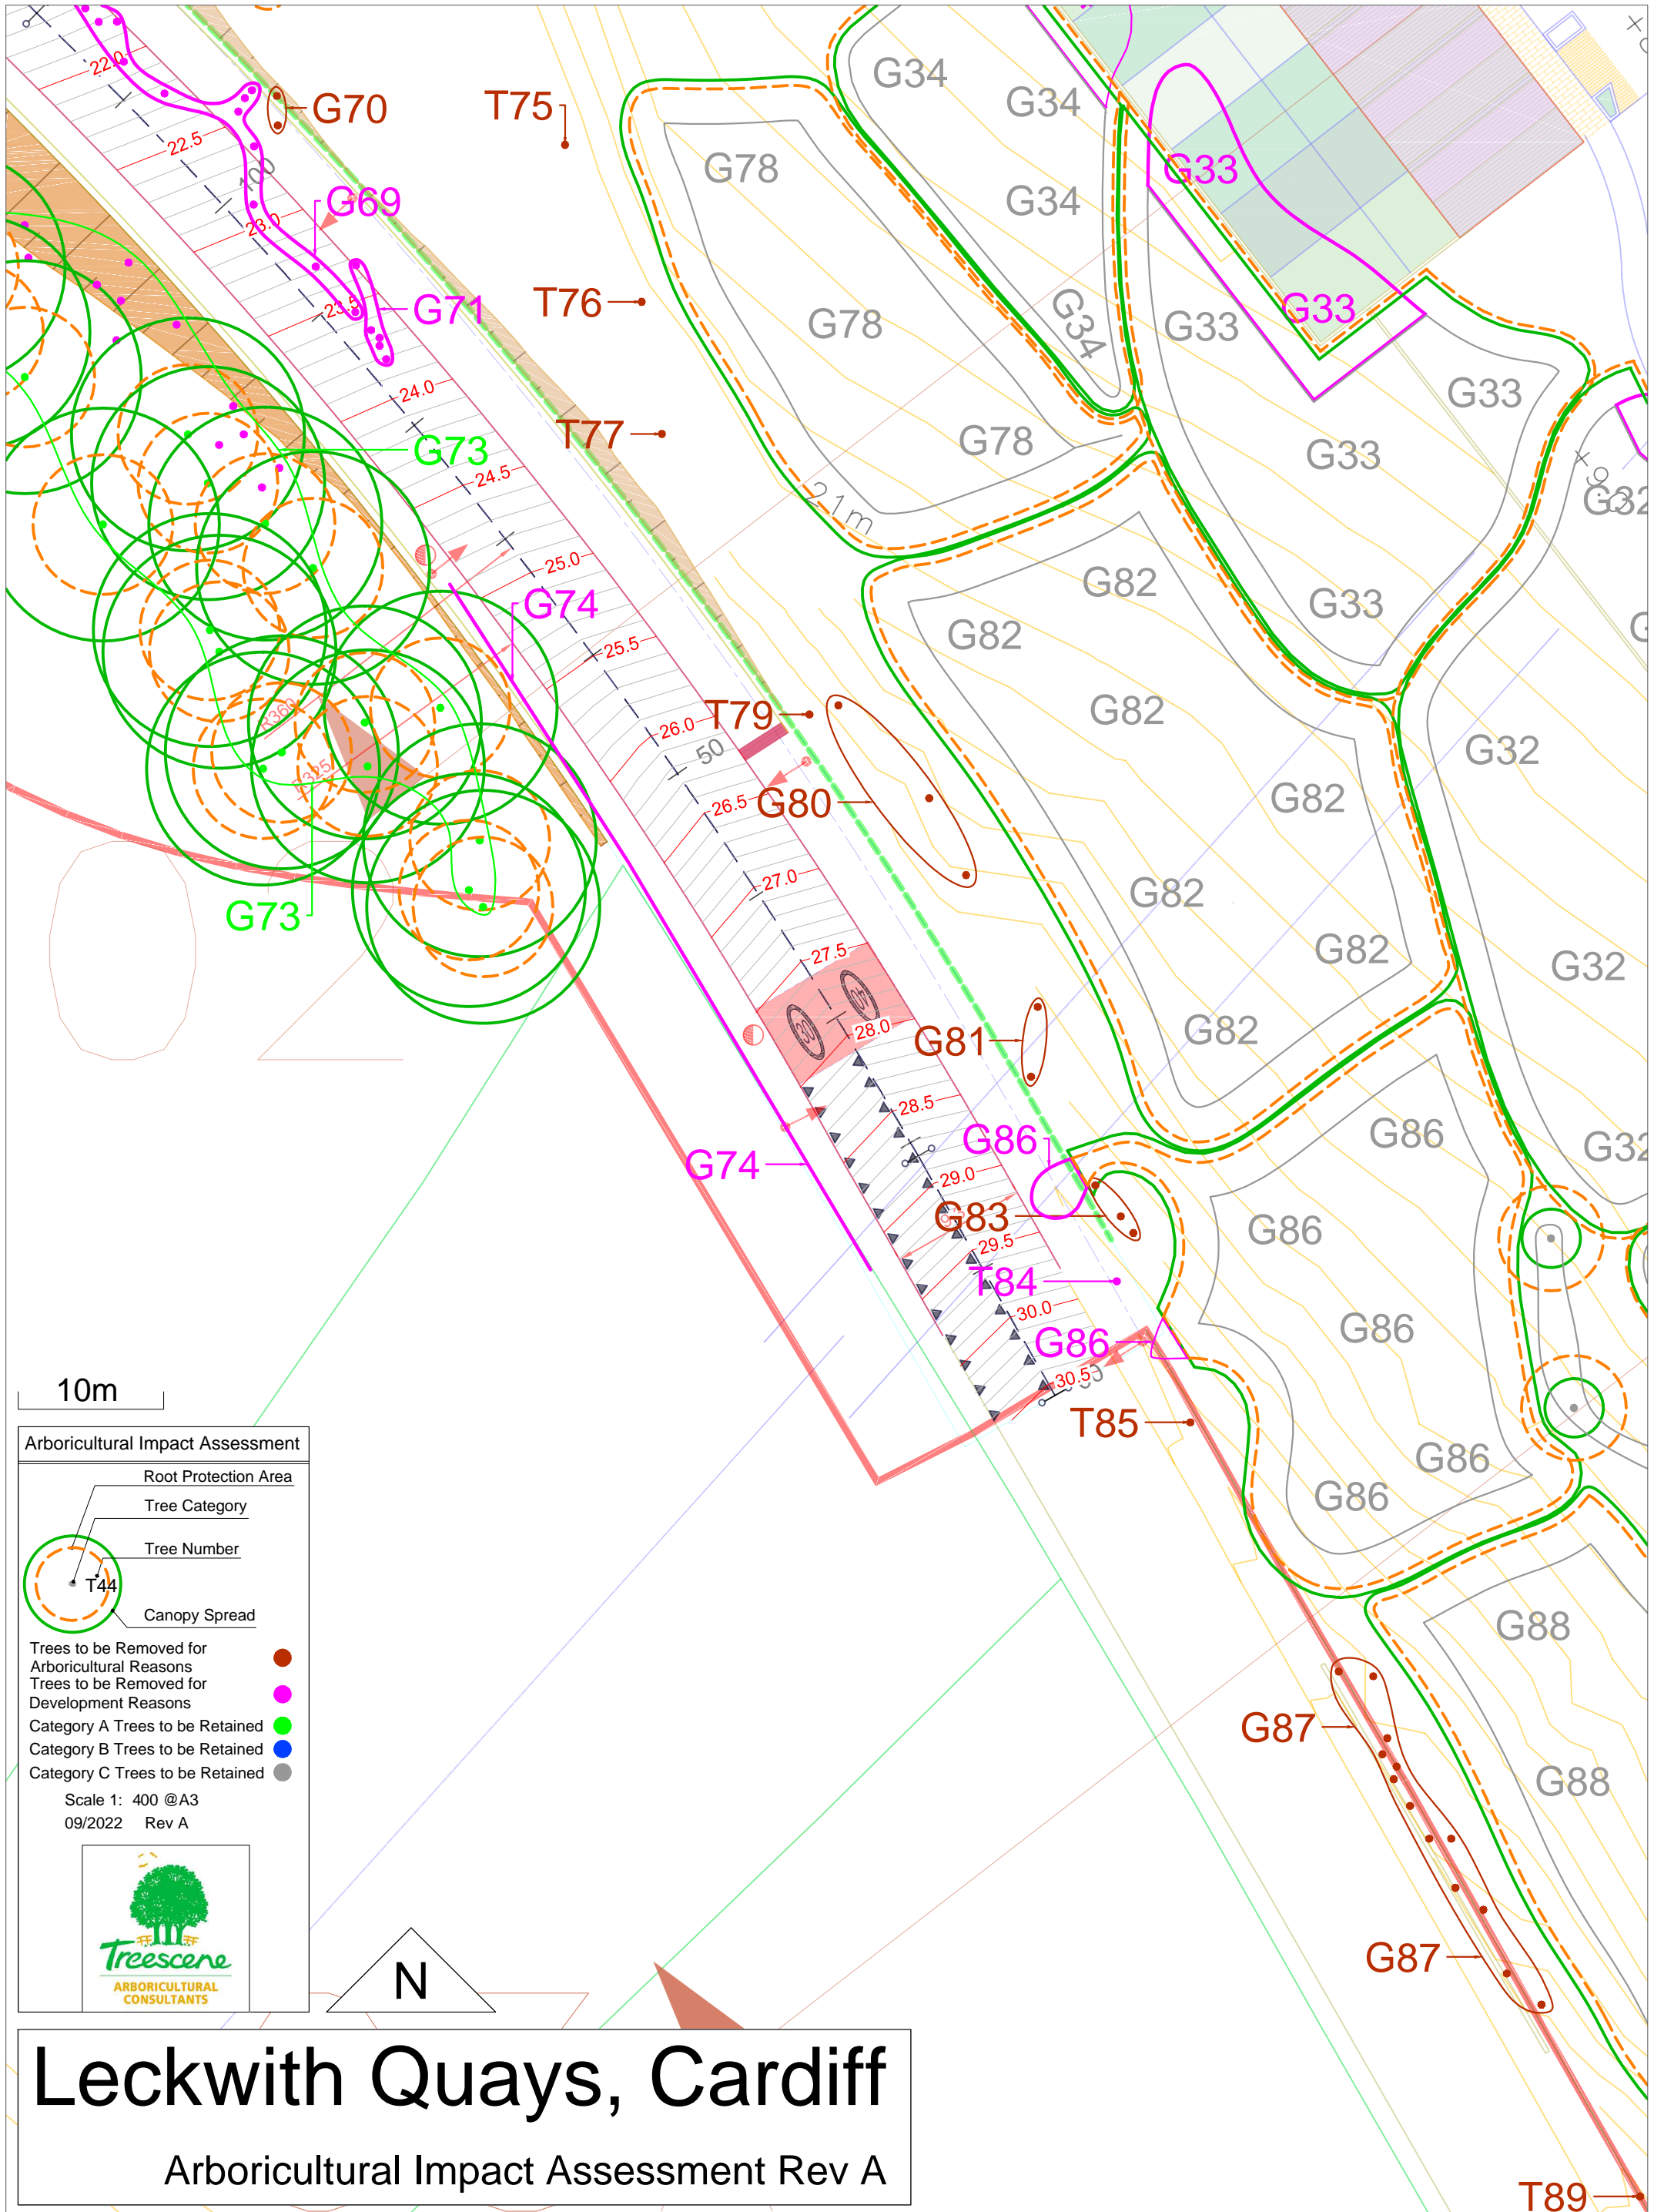 22.0
G70
T75
G34
G34
22.5
100
G78
G33
G69
G34
23.0
T76
23.5
G71
G78
G34
G33
G33
24.0
G33
T77
G73
G78
G33
24.5
21m
G32
25.0
G82
G74
G82
G33
25.5
R360
T79
G82
26.0
50
G32
R325
26.5
G80
G82
27.0
G82
G73
27.5
G82
G32
40
30
28.0
G82
G81
28.5
G86
G86
G32
G74
29.0
G83
G86
29.5
T84
30.0
G86
G86
30.5
10m
T85
G86
G86
Arboricultural Impact Assessment
Root Protection Area
Tree Category
Tree Number
T44
Canopy Spread
Trees to be Removed for
Arboricultural Reasons
Trees to be Removed for
Development Reasons
Category A Trees to be Retained
Category B Trees to be Retained
Category C Trees to be Retained
Scale 1: 400 @A3
09/2022 Rev A
Treescene
ARBORICULTURAL
CONSULTANTS
G88
G87
G88
G87
N
Leckwith Quays, Cardiff
Arboricultural Impact Assessment Rev A
T89